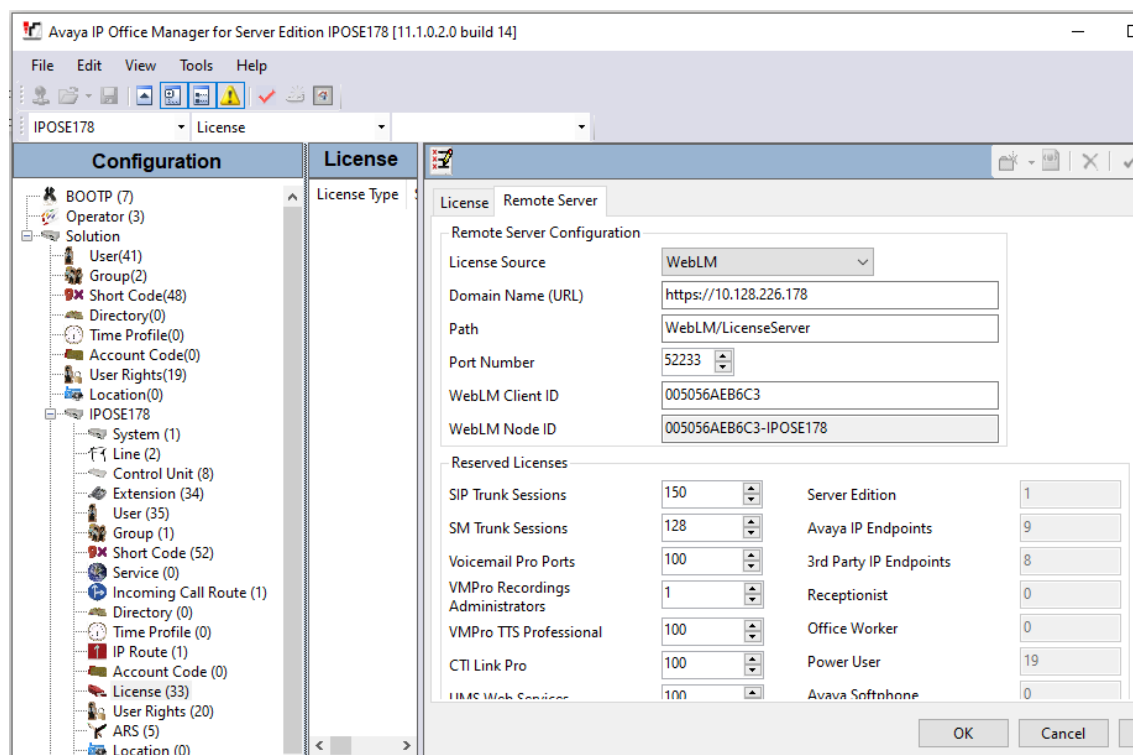 Avaya IP Office Manager for Server Edition IPOSE178 [11.1.0.2.0 build 14]
File Edit View Tools Help
IPOSE178 License
Configuration
BOOTP (7)
Operator (3)
Solution
User(41)
Group(2)
Short Code(48)
Directory(0)
Time Profile(0)
Account Code(0)
User Rights(19)
Location(0)
IPOSE178
System (1)
Line (2)
Control Unit (8)
Extension (34)
User (35)
Group (1)
Short Code (52)
Service (0)
Incoming Call Route (1)
Directory (0)
Time Profile (0)
IP Route (1)
Account Code (0)
License (33)
User Rights (20)
ARS (5)
Location (0)
License
License Type
License Remote Server
Remote Server Configuration
License Source WebLM
Domain Name (URL) https://10.128.226.178
Path WebLM/LicenseServer
Port Number 52233
WebLM Client ID 005056AEB6C3
WebLM Node ID 005056AEB6C3-IPOSE178
Reserved Licenses
SIP Trunk Sessions 150 Server Edition 1
SM Trunk Sessions 128 Avaya IP Endpoints 9
Voicemail Pro Ports 100 3rd Party IP Endpoints 8
VMPro Recordings
Administrators 1 Receptionist 0
VMPro TTS Professional 100 Office Worker 0
CTI Link Pro 100 Power User 19
UMS Web Services 100 Avaya Softphone 0
OK Cancel